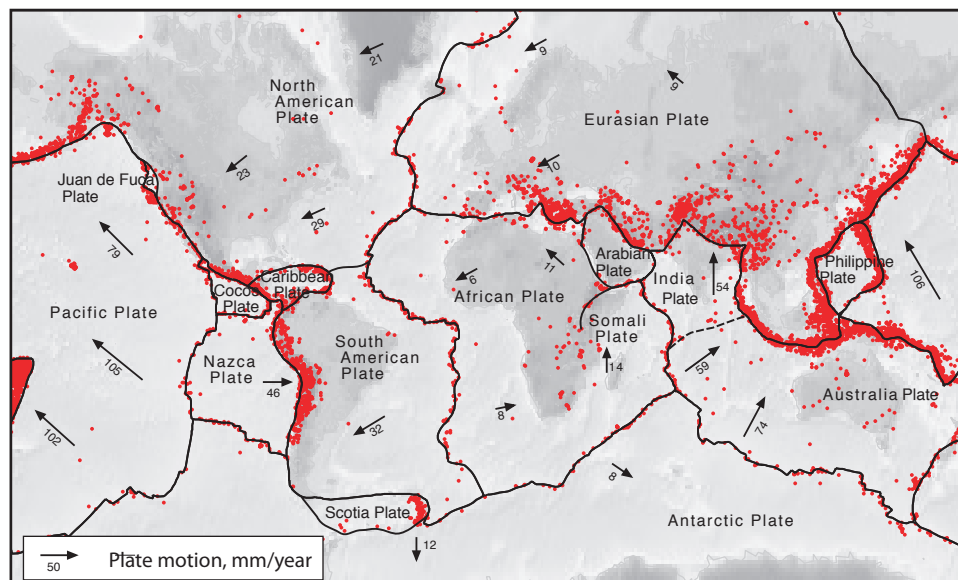 21
9
North
American
Plate
9
Eurasian Plate
10
23
Juan de Fuca
Plate
29
79
11
Arabian
Plate
Philippine
Plate
Caribbean
Plate
6
Cocos
Plate
India
Plate
54
106
African Plate
Pacific Plate
Somali
Plate
South
American
Plate
Nazca
Plate
105
14
59
46
Australia Plate
8
32
102
74
8
Scotia Plate
Antarctic Plate
12
50
Plate motion, mm/year